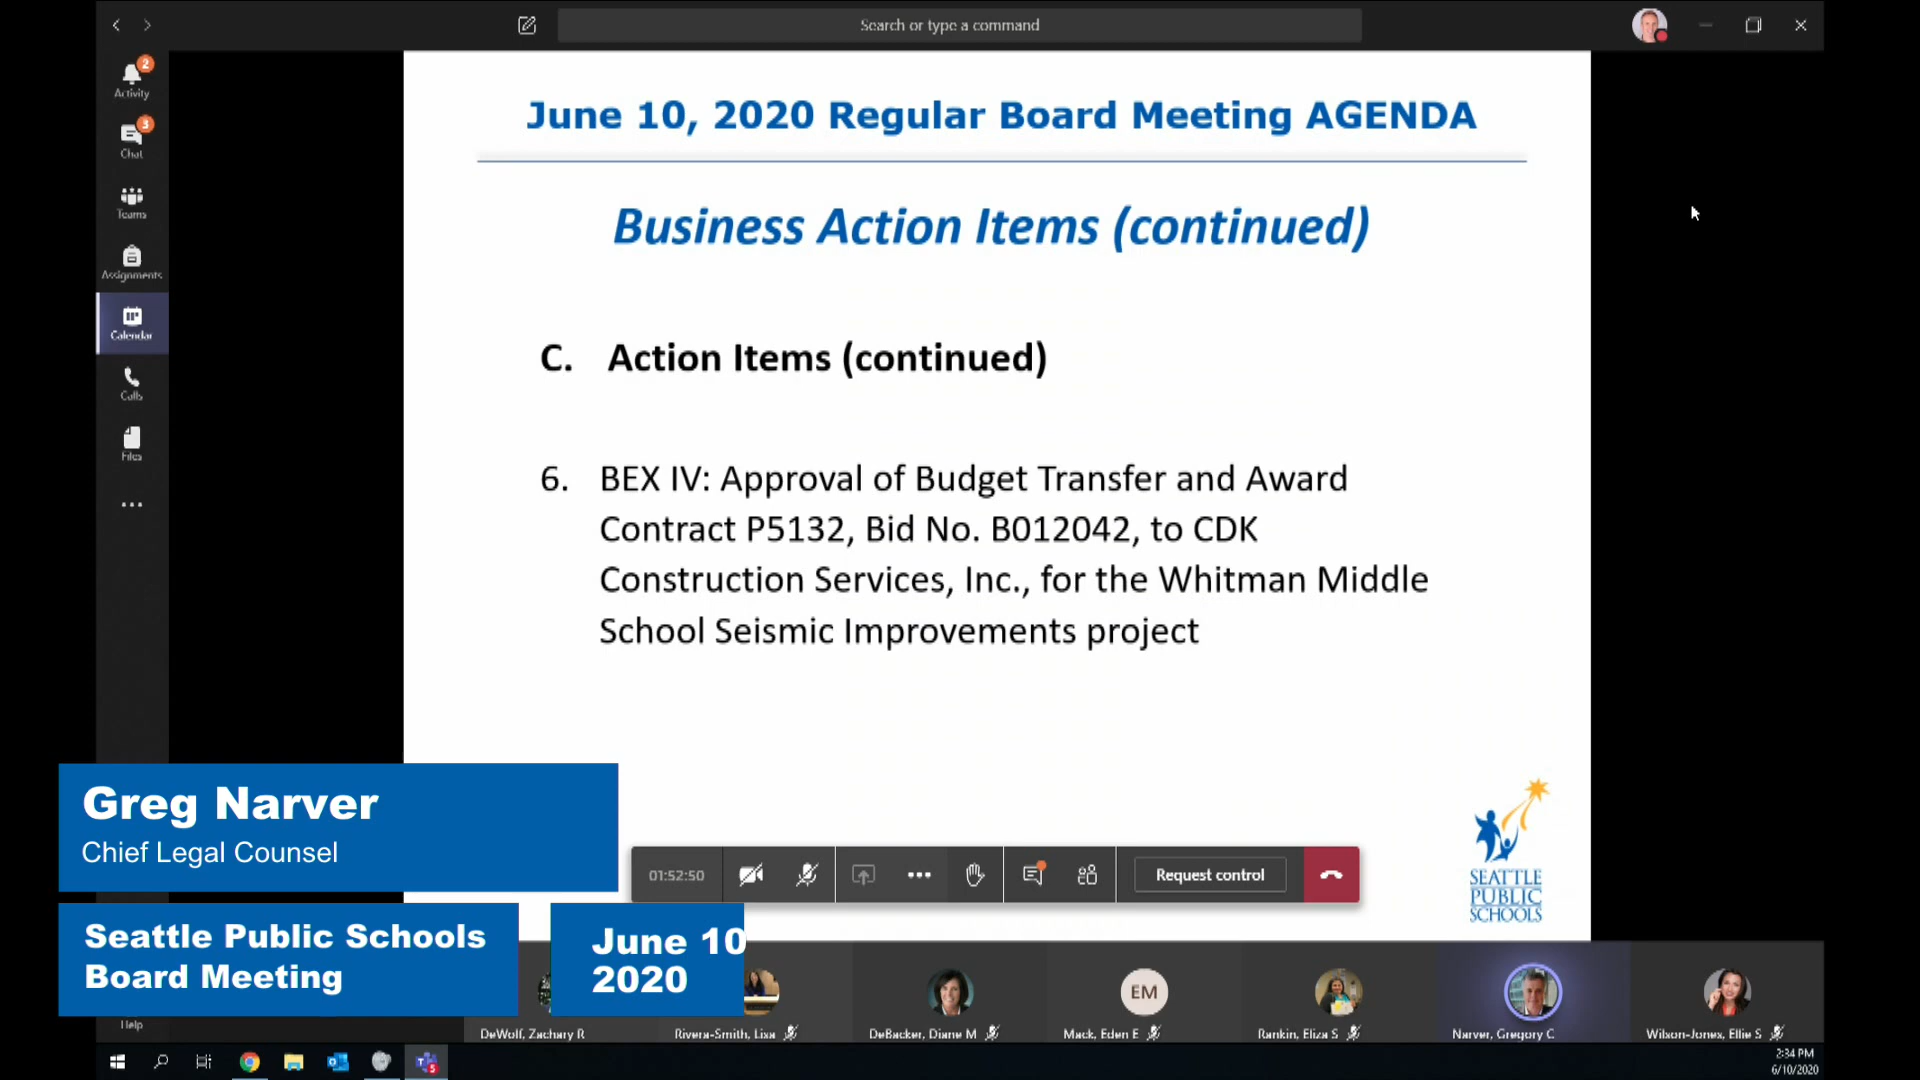 Search or type a command
2
Activity
3
Chat
Teams
Assignments
Calendar
Calls
Files
June 10, 2020 Regular Board Meeting AGENDA
Business Action Items (continued)
C. Action Items (continued)
6. BEX IV: Approval of Budget Transfer and Award
Contract P5132, Bid No. B012042, to CDK
Construction Services, Inc., for the Whitman Middle
School Seismic Improvements project
SEATTLE
PUBLIC
SCHOOLS
Greg Narver
Chief Legal Counsel
01:52:50
Request control
Seattle Public Schools
Board Meeting
June 10
2020
Help
EM
DeWolf, Zachary R
Rivera-Smith, Lisa
DeBacker, Diane M
Mack, Eden E
Rankin, Eliza S
Narver, Gregory C
Wilson-Jones, Ellie S
5
2:34 PM
6/10/2020